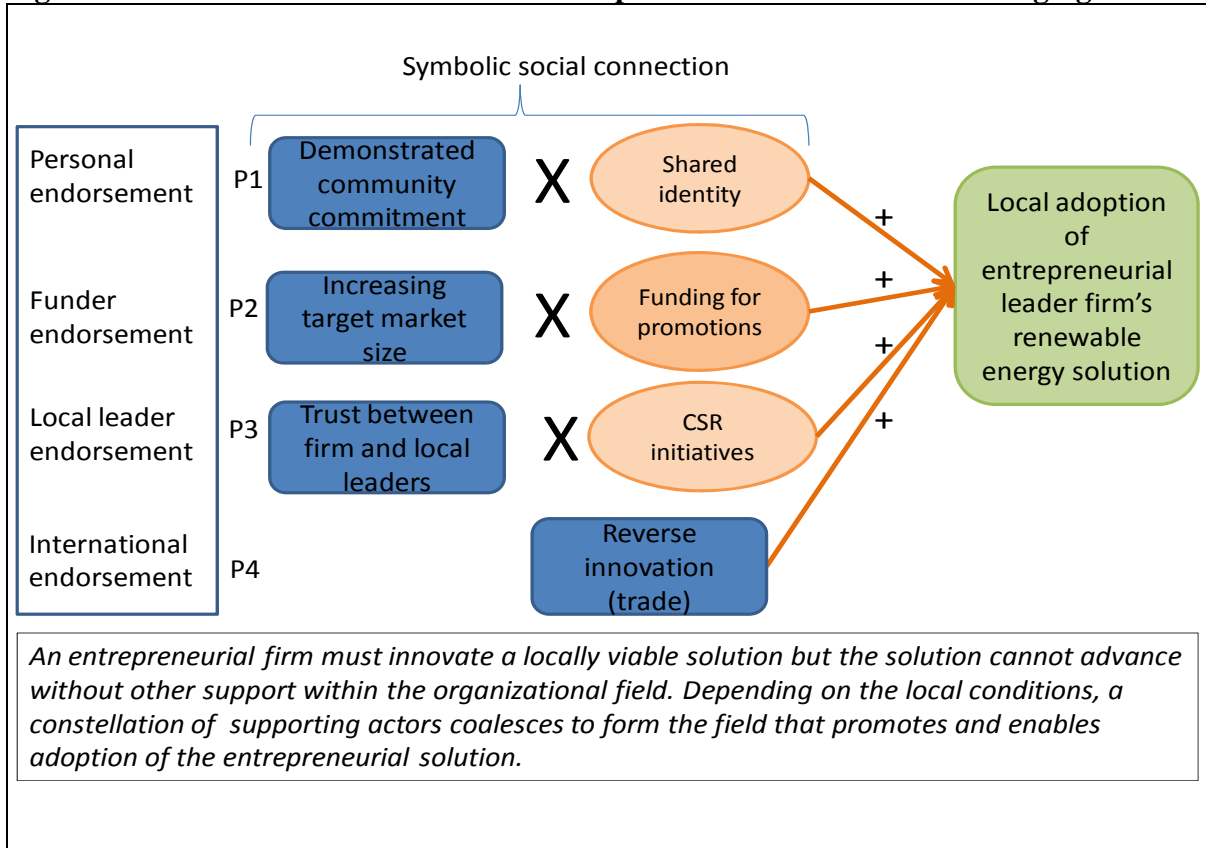 Symbolic social connection
Personal
endorsement
P1
Demonstrated
community
commitment
X
Shared
identity
+
Local adoption
of
entrepreneurial
leader firm's
renewable
energy solution
Funder
endorsement
P2
Increasing
target market
size
X
Funding for
promotions
+
Local leader
endorsement
P3
Trust between
firm and local
leaders
X
CSR
initiatives
+
International
endorsement
P4
Reverse
innovation
(trade)
+
An entrepreneurial firm must innovate a locally viable solution but the solution cannot advance
without other support within the organizational field. Depending on the local conditions, a
constellation of supporting actors coalesces to form the field that promotes and enables
adoption of the entrepreneurial solution.